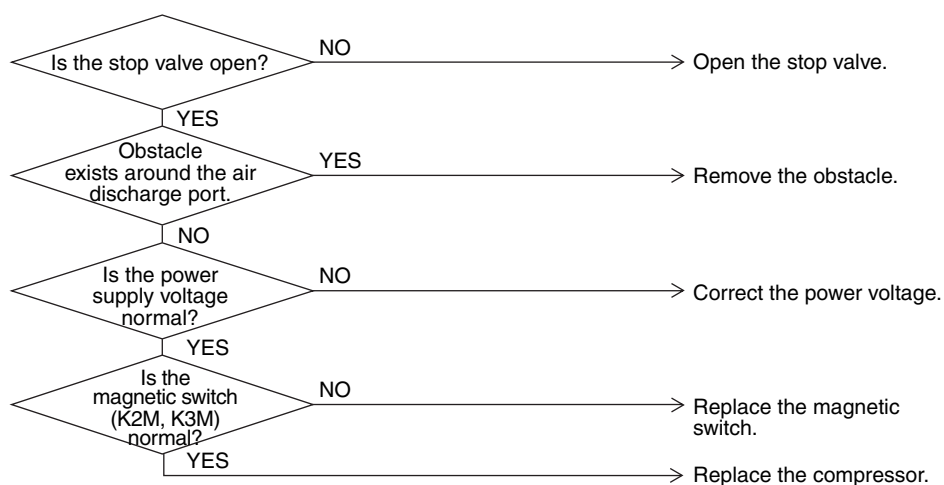 Is the stop valve open?
NO
Open the stop valve.
YES
Obstacle
exists around the air
discharge port.
YES
Remove the obstacle.
NO
Is the power
supply voltage
normal?
NO
Correct the power voltage.
YES
Is the
magnetic switch
(K2M, K3M)
normal?
NO
Replace the magnetic
switch.
YES
Replace the compressor.